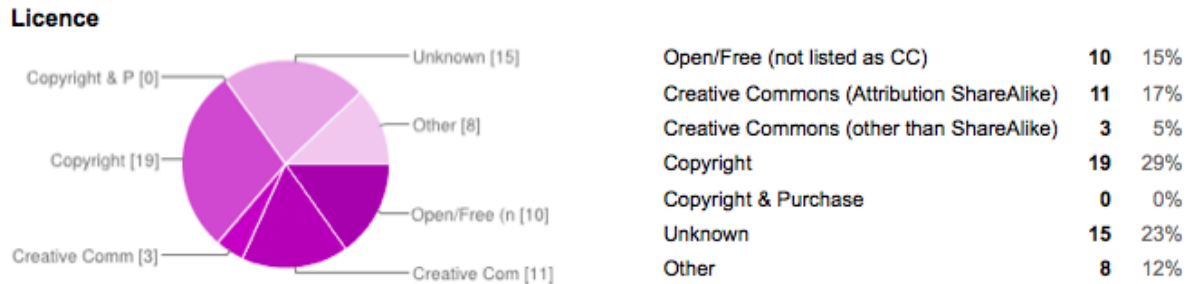 Licence
Unknown [15]
Copyright & P [0]
Other [8]
Copyright [19]
Open/Free (n [10]
Creative Comm [3]
Creative Com [11]
Open/Free (not listed as CC) 10 15%
Creative Commons (Attribution ShareAlike) 11 17%
Creative Commons (other than ShareAlike) 3 5%
Copyright 19 29%
Copyright & Purchase 0 0%
Unknown 15 23%
Other 8 12%